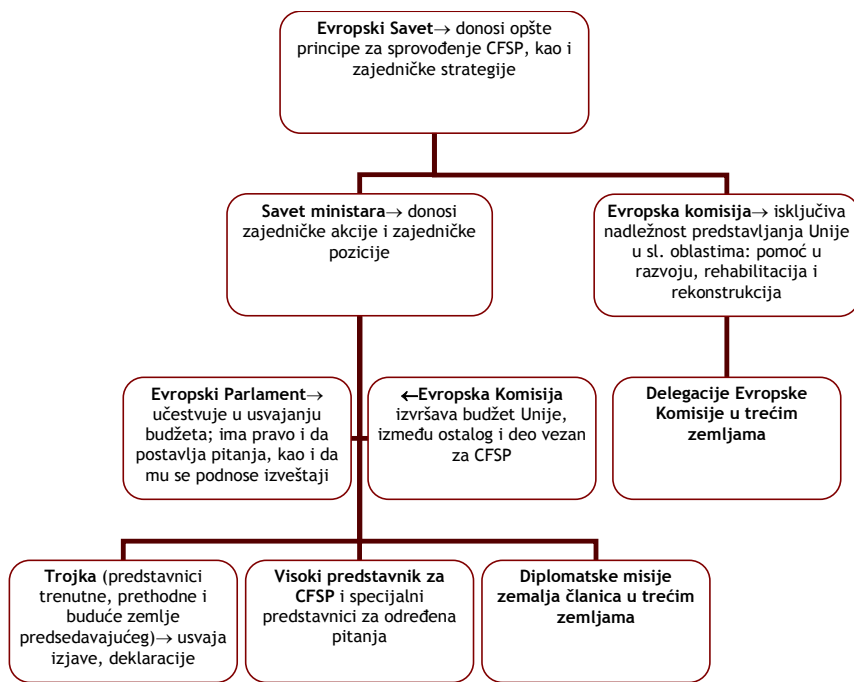 Evropski Savet→ donosi opšte
principe za sprovođenje CFSP, kao i
zajedničke strategije
Savet ministara→ donosi
zajedničke akcije i zajedničke
pozicije
Evropska komisija→ isključiva
nadležnost predstavljanja Unije
u sl. oblastima: pomoć u
razvoju, rehabilitacija i
rekonstrukcija
Evropski Parlament→
učestvuje u usvajanju
budžeta; ima pravo i da
postavlja pitanja, kao i da
mu se podnose izveštaji
←Evropska Komisija
izvršava budžet Unije,
između ostalog i deo vezan
za CFSP
Delegacije Evropske
Komisije u trećim
zemljama
Trojka (predstavnici
trenutne, prethodne i
buduće zemlje
predsedavajućeg)→ usvaja
izjave, deklaracije
Visoki predstavnik za
CFSP i specijalni
predstavnici za određena
pitanja
Diplomatske misije
zemalja članica u trećim
zemljama